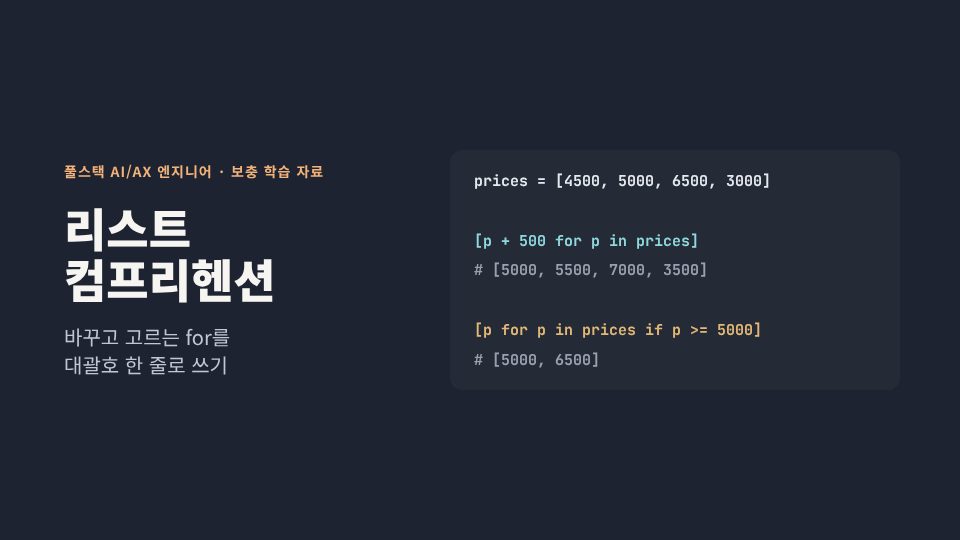 풀스택 AI/AX 엔지니어 · 보충 학습 자료
리스트
컴프리헨션
바꾸고 고르는 for를
대괄호 한 줄로 쓰기
prices = [4500, 5000, 6500, 3000]
[p + 500 for p in prices]
# [5000, 5500, 7000, 3500]
[p for p in prices if p >= 5000]
# [5000, 6500]